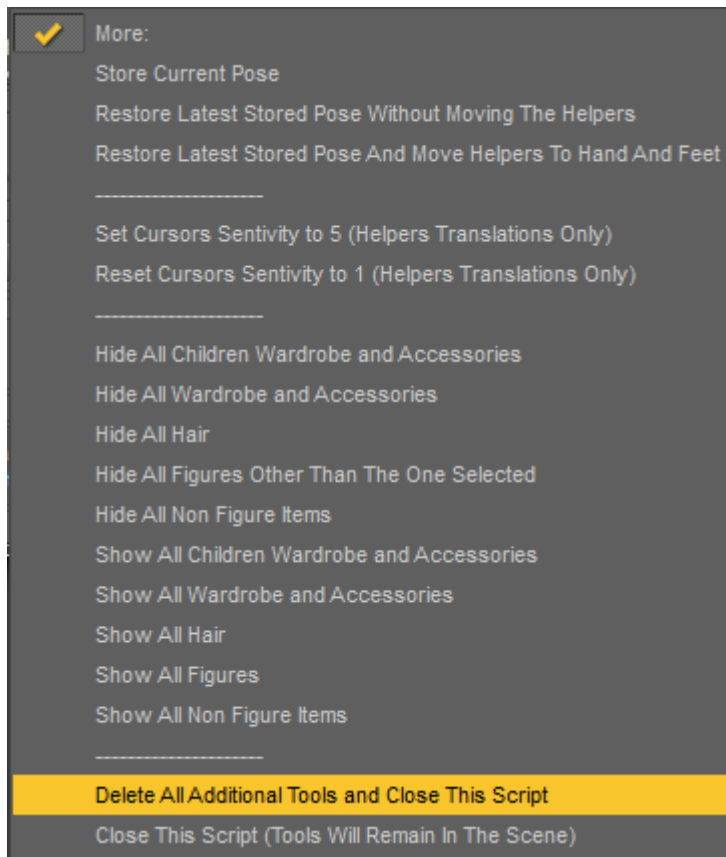 More:
Store Current Pose
Restore Latest Stored Pose Without Moving The Helpers
Restore Latest Stored Pose And Move Helpers To Hand And Feet
---------------------
Set Cursors Sentivity to 5 (Helpers Translations Only)
Reset Cursors Sentivity to 1 (Helpers Translations Only)
---------------------
Hide All Children Wardrobe and Accessories
Hide All Wardrobe and Accessories
Hide All Hair
Hide All Figures Other Than The One Selected
Hide All Non Figure Items
Show All Children Wardrobe and Accessories
Show All Wardrobe and Accessories
Show All Hair
Show All Figures
Show All Non Figure Items
---------------------
Delete All Additional Tools and Close This Script
Close This Script (Tools Will Remain In The Scene)